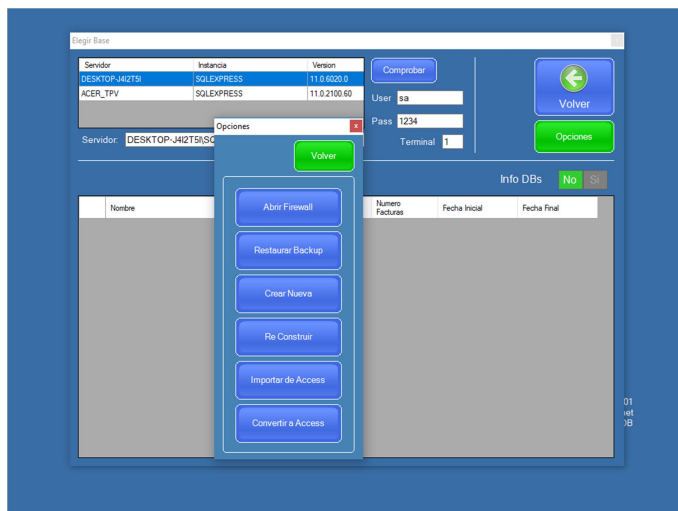 Elegir Base
Servidor Instancia Version
DESKTOP-J4I2T5I SQLEXPRESS 11.0.6020.0
ACER_TPV SQLEXPRESS 11.0.2100.60
Comprobar
User sa
Pass 1234
Terminal 1
Volver
Opciones
Servidor: DESKTOP-J4I2T5I\SQ
Info DBs No Si
Nombre Numero Facturas Fecha Inicial Fecha Final
Opciones x
Volver
Abrir Firewall
Restaurar Backup
Crear Nueva
Re Construir
Importar de Access
Convertir a Access
01
et
DB